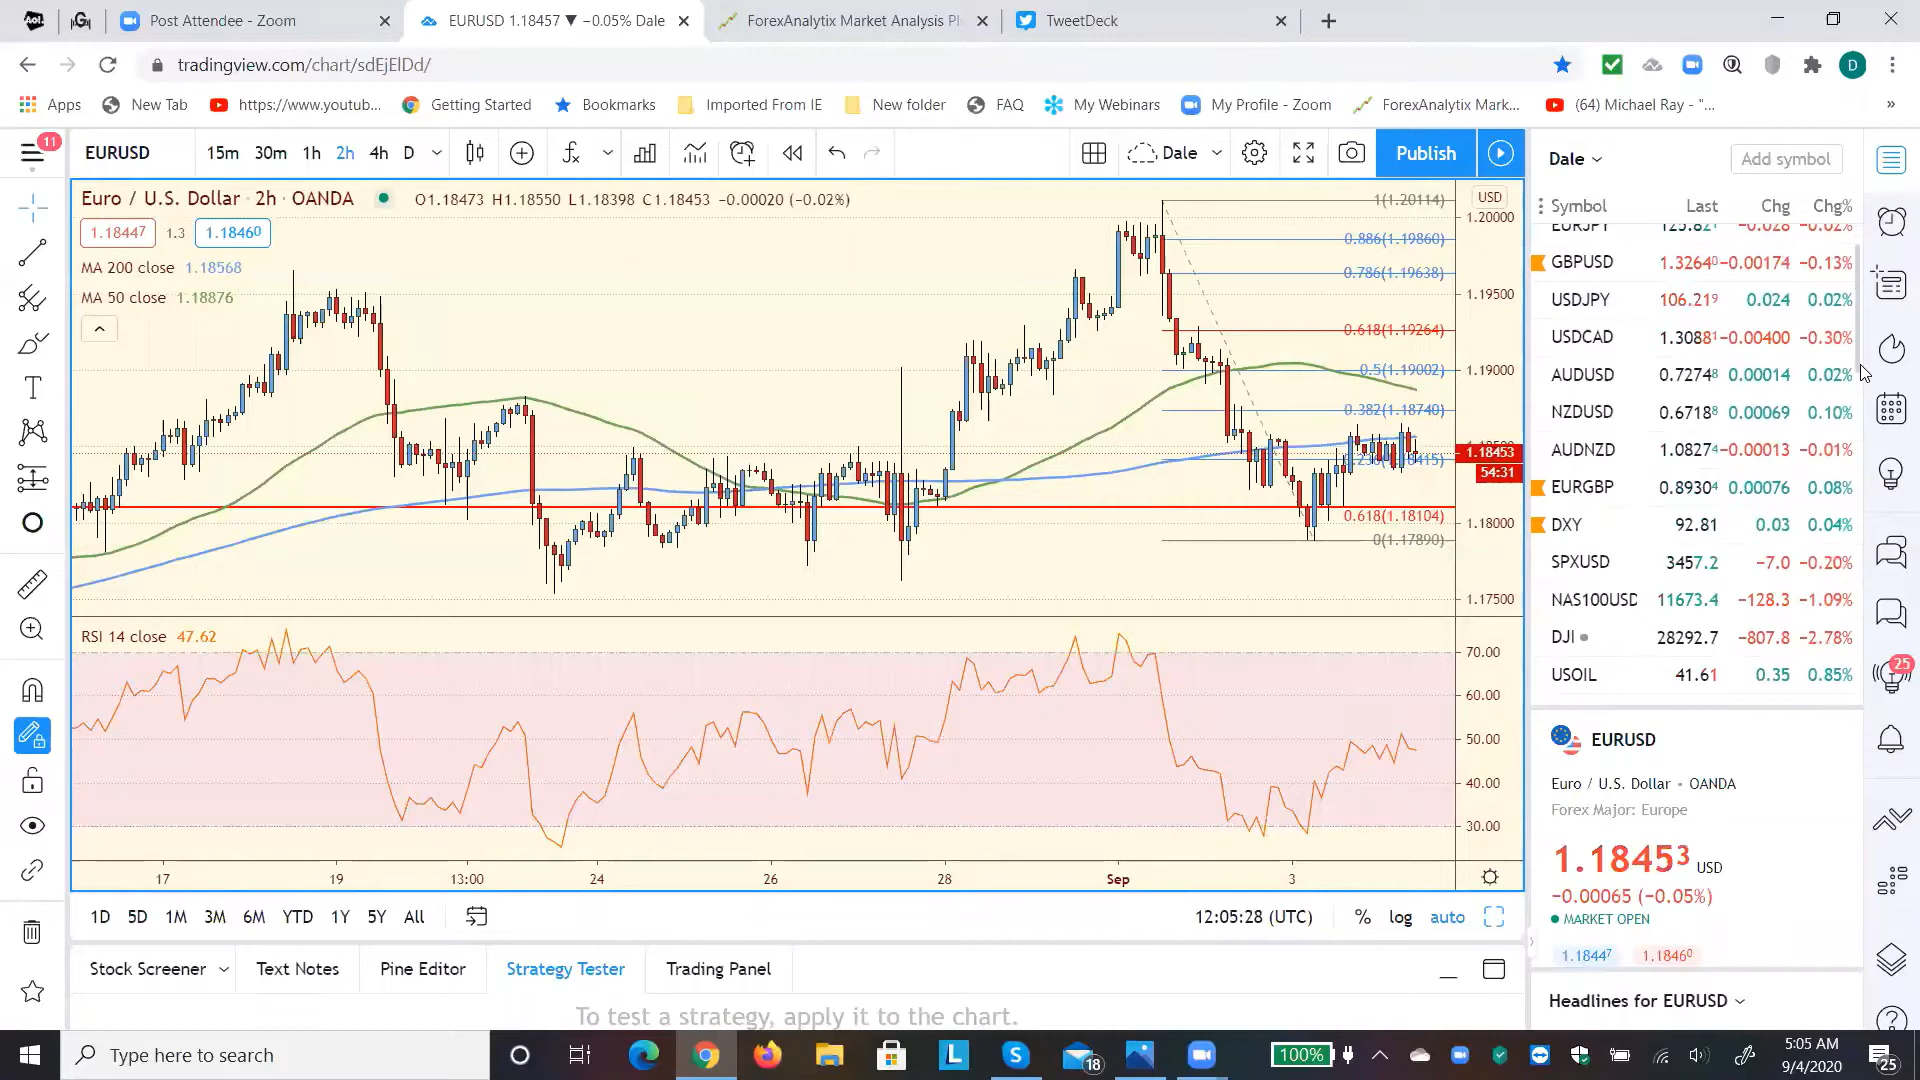 Post Attendee - Zoom
EURUSD 1.18457 ▼ −0.05% Dale
ForexAnalytix Market Analysis Pl
TweetDeck
tradingview.com/chart/sdEjElDd/
D
Apps
New Tab
https://www.youtub...
Getting Started
Bookmarks
Imported From IE
New folder
FAQ
My Webinars
My Profile - Zoom
ForexAnalytix Mark...
(64) Michael Ray - "...
»
11
EURUSD
15m 30m 1h 2h 4h D
Dale
Publish
Euro / U.S. Dollar · 2h · OANDA
O1.18473 H1.18550 L1.18398 C1.18453 −0.00020 (−0.02%)
1.18447 1.3 1.18460
MA 200 close 1.18568
MA 50 close 1.18876
1(1.20114)
0.886(1.19860)
0.786(1.19638)
0.618(1.19264)
0.5(1.19002)
0.382(1.18740)
0.618(1.18104)
0(1.17890)
USD
1.20000
1.19500
1.19000
1.18453
54:31
1.18000
1.17500
RSI 14 close 47.62
70.00
60.00
50.00
40.00
30.00
17 19 13:00 24 26 28 Sep 3
1D 5D 1M 3M 6M YTD 1Y 5Y All
12:05:28 (UTC)
% log auto
Stock Screener
Text Notes
Pine Editor
Strategy Tester
Trading Panel
To test a strategy, apply it to the chart.
Dale
Add symbol
Symbol Last Chg Chg%
EURJPY 125.821 −0.028 −0.02%
GBPUSD 1.32640 −0.00174 −0.13%
USDJPY 106.219 0.024 0.02%
USDCAD 1.30881 −0.00400 −0.30%
AUDUSD 0.72748 0.00014 0.02%
NZDUSD 0.67188 0.00069 0.10%
AUDNZD 1.08274 −0.00013 −0.01%
EURGBP 0.89304 0.00076 0.08%
DXY 92.81 0.03 0.04%
SPXUSD 3457.2 −7.0 −0.20%
NAS100USD 11673.4 −128.3 −1.09%
DJI 28292.7 −807.8 −2.78%
USOIL 41.61 0.35 0.85%
EURUSD
Euro / U.S. Dollar • OANDA
Forex Major: Europe
1.18453 USD
−0.00065 (−0.05%)
MARKET OPEN
1.18447 1.18460
Headlines for EURUSD
25
Type here to search
L
18
100%
5:05 AM
9/4/2020
25